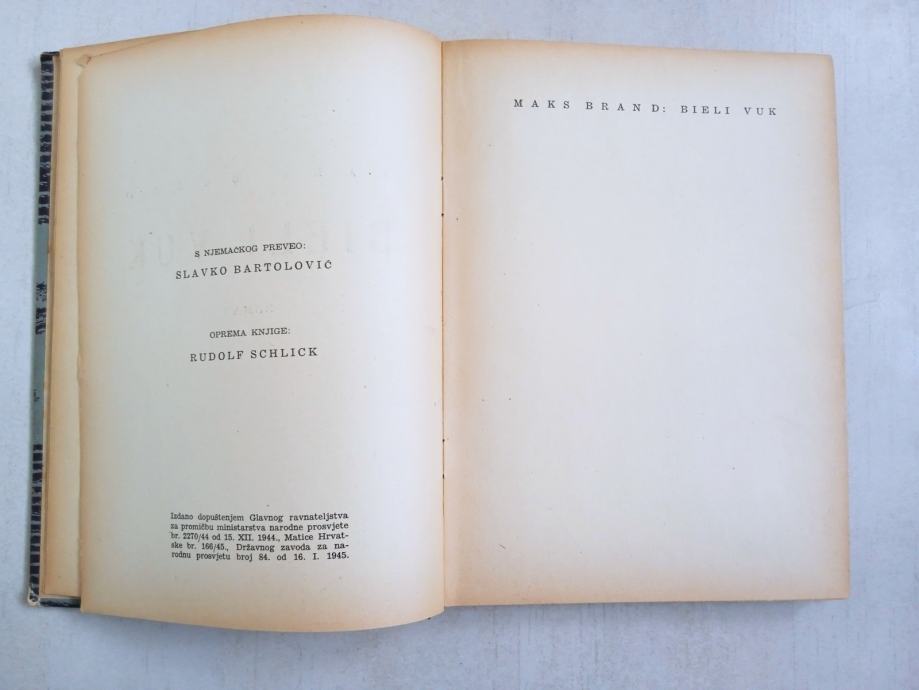 S NJEMAČKOG PREVEO:
SLAVKO BARTOLOVIĆ
OPREMA KNJIGE:
RUDOLF SCHLICK
Izdano dopuštenjem Glavnog ravnateljstva
za promičbu ministarstva narodne prosvjete
br. 2270/44 od 15. XII. 1944., Matice Hrvat-
ske br. 166/45., Državnog zavoda za na-
rodnu prosvjetu broj 84. od 16. I. 1945.
MAKS BRAND: BIELI VUK